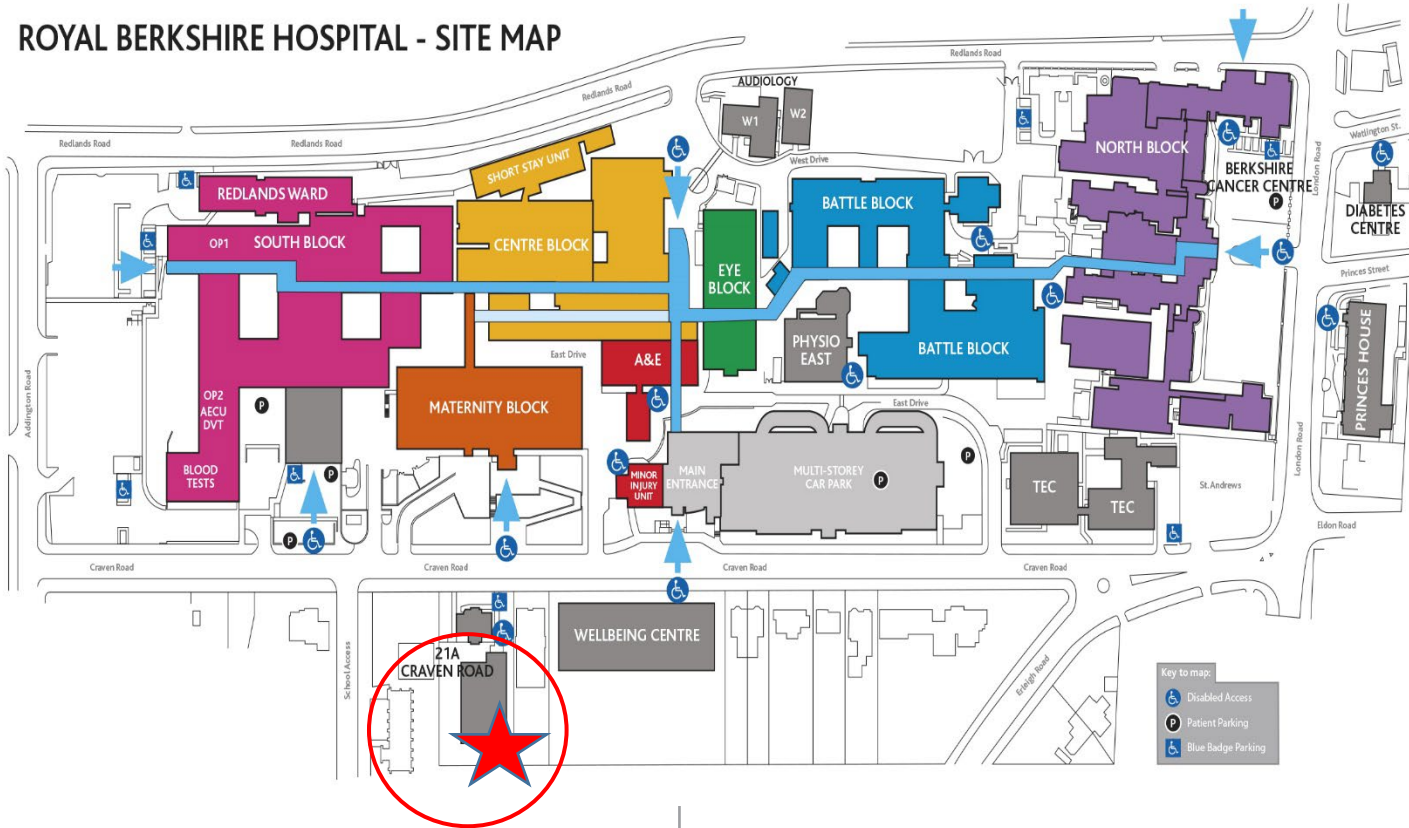 ROYAL BERKSHIRE HOSPITAL - SITE MAP
Redlands Road
Redlands Road
Redlands Road
Redlands Road
AUDIOLOGY
W1
W2
West Drive
Watlington St.
London Road
NORTH BLOCK
BERKSHIRE
CANCER CENTRE
P
DIABETES
CENTRE
SHORT STAY UNIT
REDLANDS WARD
OP1
SOUTH BLOCK
CENTRE BLOCK
EYE
BLOCK
BATTLE BLOCK
Princes Street
PRINCES HOUSE
PHYSIO
EAST
BATTLE BLOCK
East Drive
A&E
Addington Road
OP2
AECU
DVT
P
MATERNITY BLOCK
East Drive
BLOOD
TESTS
P
MINOR
INJURY
UNIT
MAIN
ENTRANCE
MULTI-STOREY
CAR PARK
P
P
TEC
TEC
St. Andrews
London Road
Eldon Road
P
Craven Road
Craven Road
Craven Road
Craven Road
School Access
21A
CRAVEN ROAD
WELLBEING CENTRE
Erleigh Road
Key to map:
Disabled Access
P
Patient Parking
Blue Badge Parking